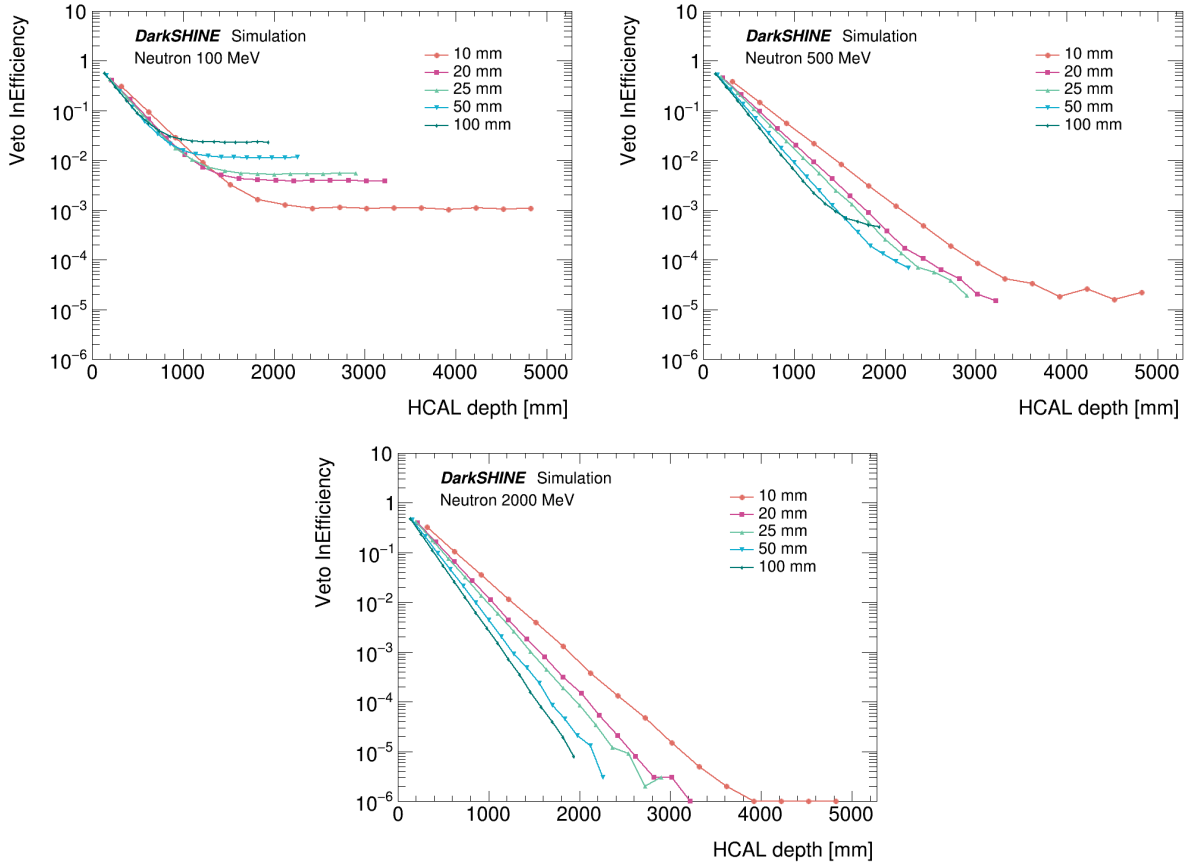 DarkSHINE Simulation
Neutron 100 MeV
10 mm
20 mm
25 mm
50 mm
100 mm
Veto InEfficiency
10
1
10−1
10−2
10−3
10−4
10−5
10−6
0 1000 2000 3000 4000 5000
HCAL depth [mm]
DarkSHINE Simulation
Neutron 500 MeV
10 mm
20 mm
25 mm
50 mm
100 mm
Veto InEfficiency
10
1
10−1
10−2
10−3
10−4
10−5
10−6
0 1000 2000 3000 4000 5000
HCAL depth [mm]
DarkSHINE Simulation
Neutron 2000 MeV
10 mm
20 mm
25 mm
50 mm
100 mm
Veto InEfficiency
10
1
10−1
10−2
10−3
10−4
10−5
10−6
0 1000 2000 3000 4000 5000
HCAL depth [mm]